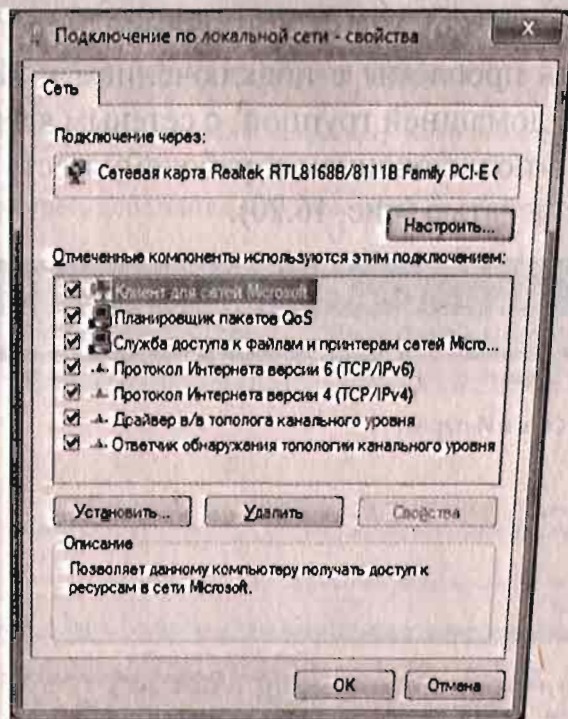 Подключение по локальной сети - свойства
Сеть
Подключение через:
Сетевая карта Realtek RTL8168B/8111B Family PCI-E (
Настроить...
Отмеченные компоненты используются этим подключением:
Клиент для сетей Microsoft
Планировщик пакетов QoS
Служба доступа к файлам и принтерам сетей Micro...
Протокол Интернета версии 6 (TCP/IPv6)
Протокол Интернета версии 4 (TCP/IPv4)
Драйвер в/в тополога канального уровня
Ответчик обнаружения топологии канального уровня
Установить...
Удалить
Свойства
Описание
Позволяет данному компьютеру получать доступ к
ресурсам в сети Microsoft.
OK
Отмена